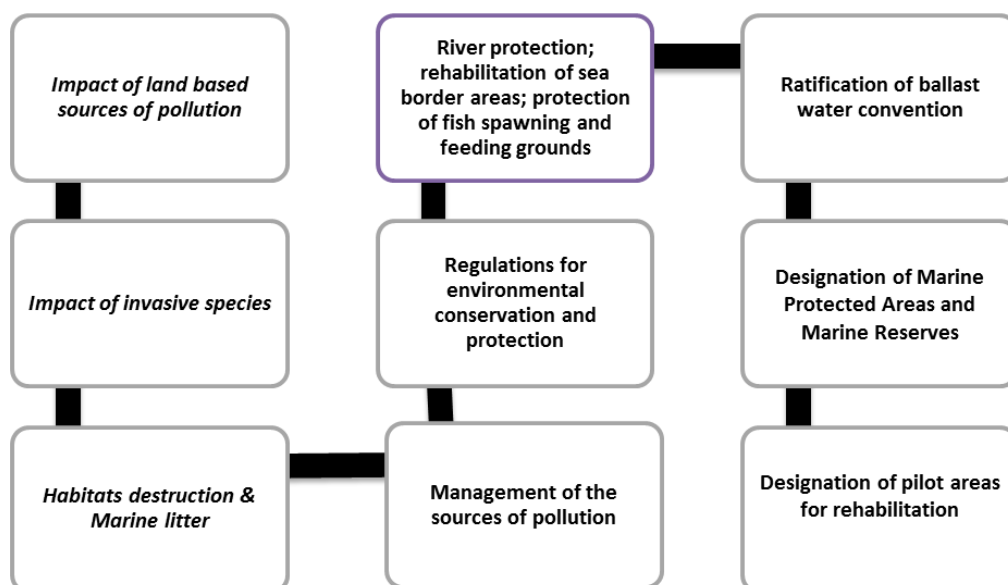 Impact of land based
sources of pollution
Impact of invasive species
Habitats destruction &
Marine litter
Management of the
sources of pollution
Regulations for
environmental
conservation and
protection
River protection;
rehabilitation of sea
border areas; protection
of fish spawning and
feeding grounds
Ratification of ballast
water convention
Designation of Marine
Protected Areas and
Marine Reserves
Designation of pilot areas
for rehabilitation